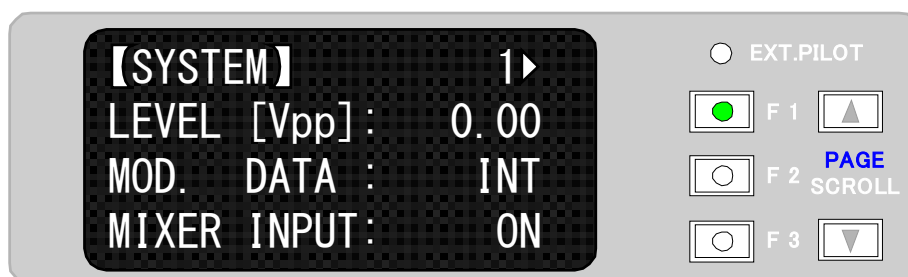 【SYSTEM】 1▶
LEVEL [Vpp]: 0.00
MOD. DATA : INT
MIXER INPUT: ON
EXT.PILOT
F 1
F 2
PAGE
SCROLL
F 3